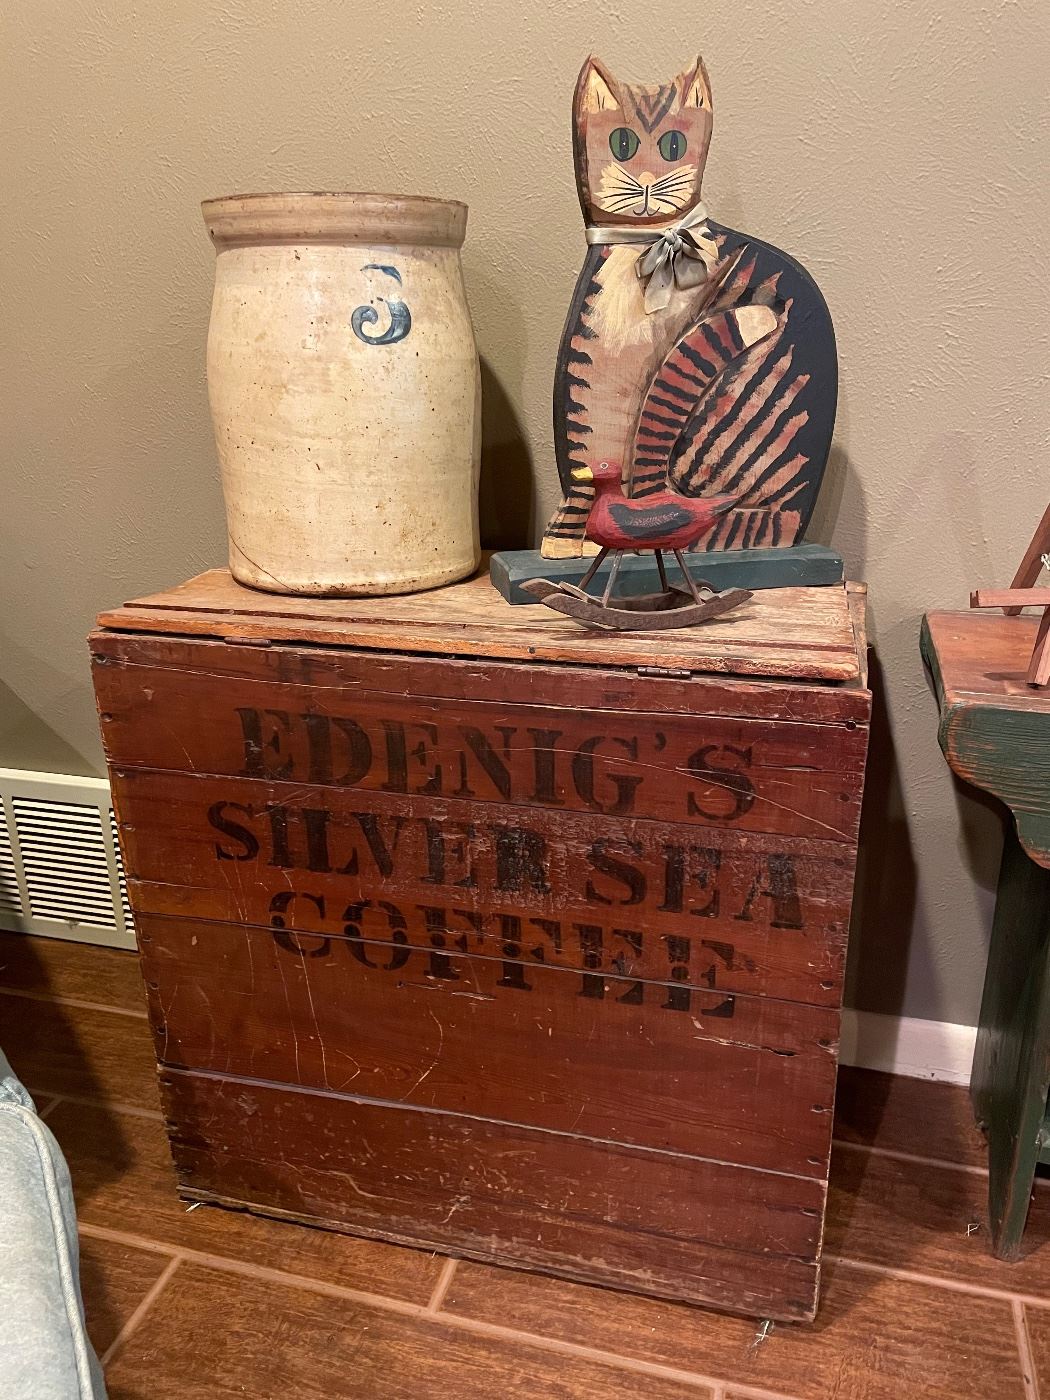 3
EDENIG'S
SILVER SEA
COFFEE